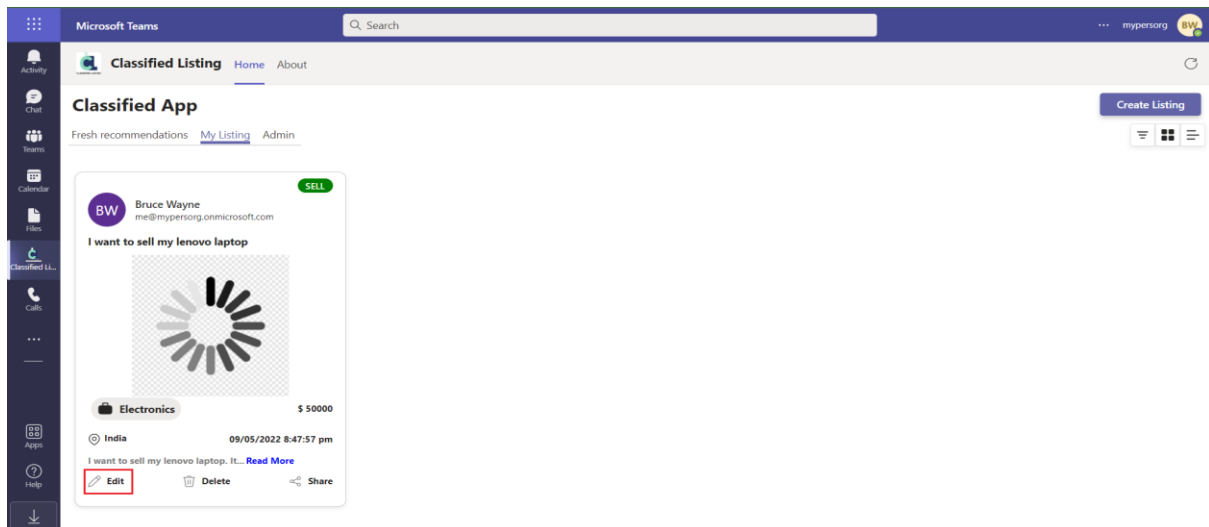 Microsoft Teams
Search
mypersorg
BW
Activity
Chat
Teams
Calendar
Files
Classified Li...
Calls
Apps
Help
Classified Listing Home About
Classified App
Create Listing
Fresh recommendations My Listing Admin
SELL
BW
Bruce Wayne
me@mypersorg.onmicrosoft.com
I want to sell my lenovo laptop
Electronics $ 50000
India 09/05/2022 8:47:57 pm
I want to sell my lenovo laptop. It... Read More
Edit Delete Share